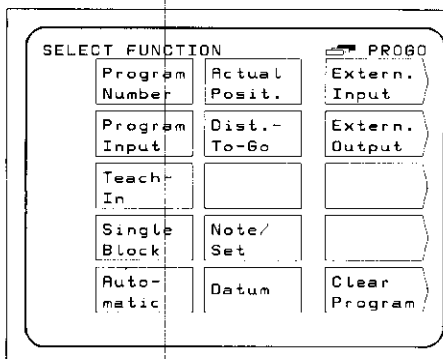 SELECT FUNCTION PROGO
Program Actual Extern.
Number Posit. Input
Program Dist.- Extern.
Input To-Go Output
Teach-
In
Single Note/
Block Set
Auto- Datum Clear
matic Program